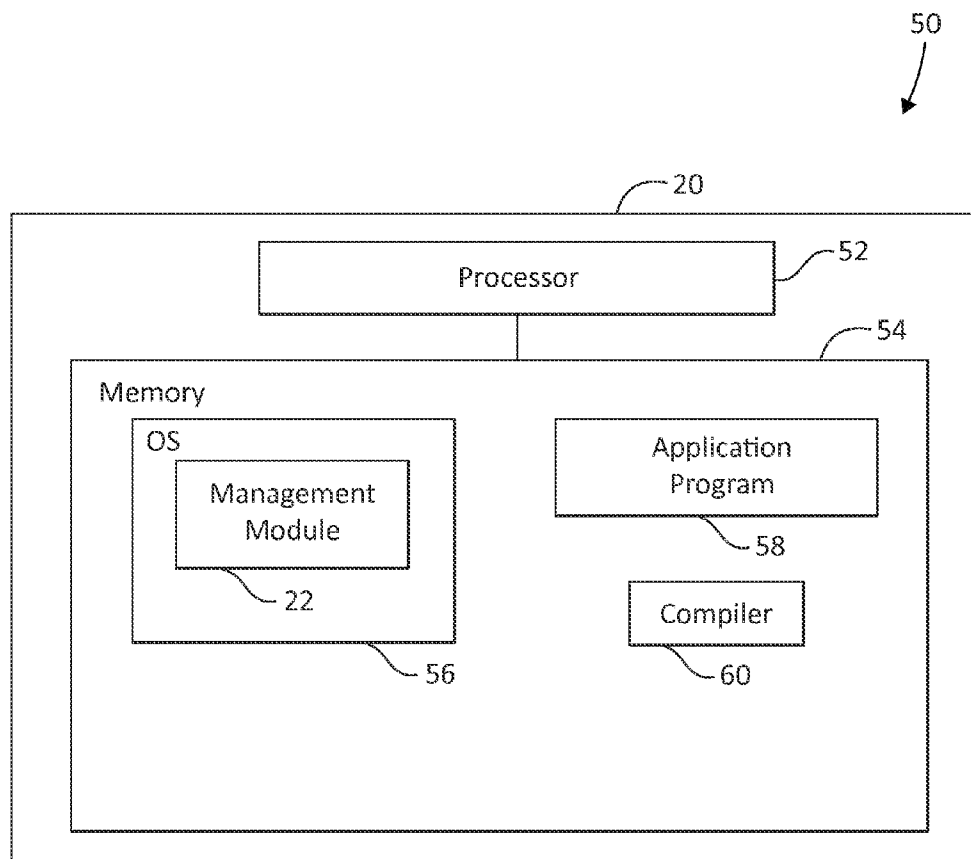 50
20
Processor
52
54
Memory
OS
Management
Module
22
56
Application
Program
58
Compiler
60